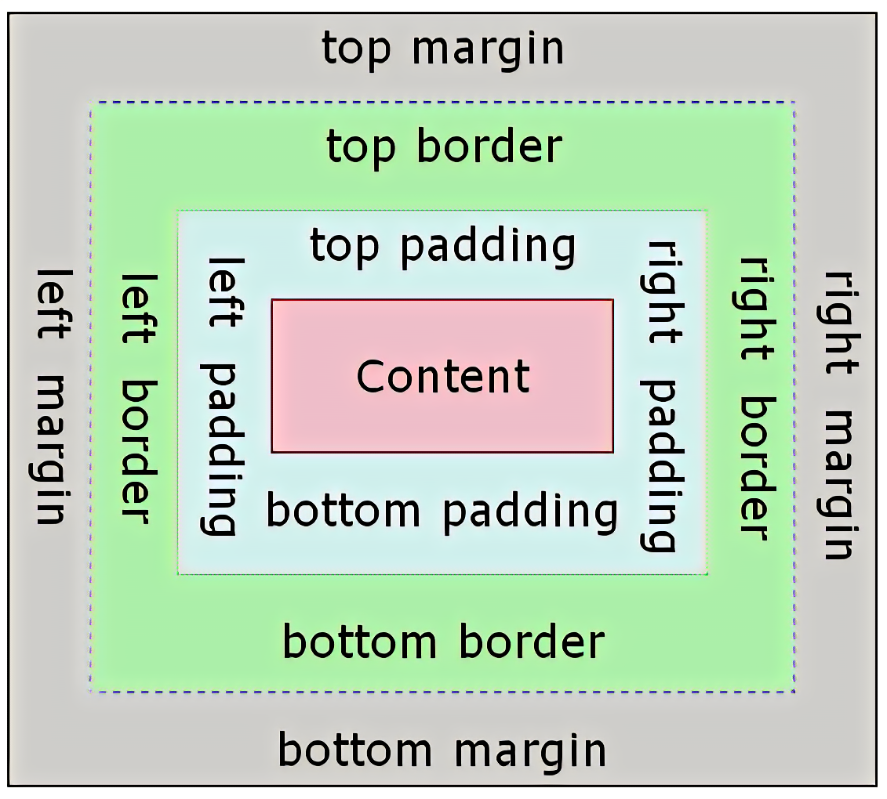 top margin
top border
top padding
left margin
left border
left padding
Content
right padding
right border
right margin
bottom padding
bottom border
bottom margin